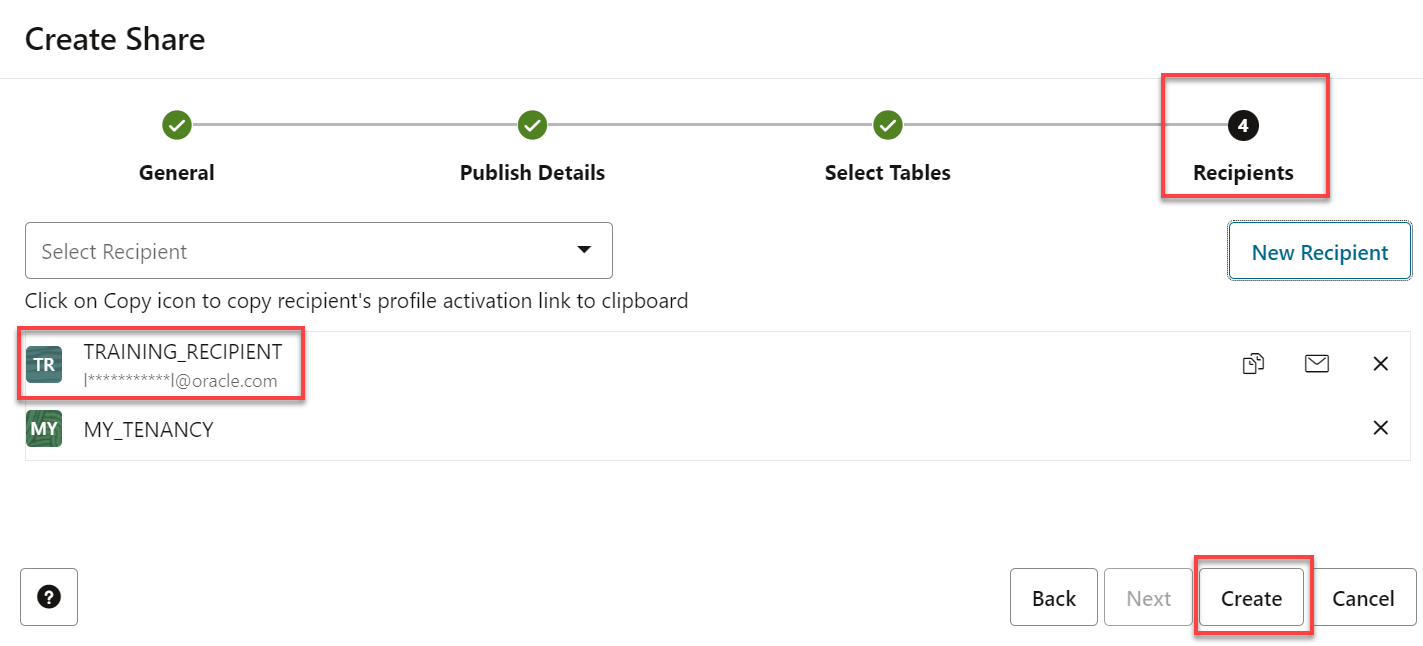 Create Share
4
General
Publish Details
Select Tables
Recipients
Select Recipient
New Recipient
Click on Copy icon to copy recipient's profile activation link to clipboard
TR
TRAINING_RECIPIENT
l***********l@oracle.com
MY
MY_TENANCY
?
Back
Next
Create
Cancel